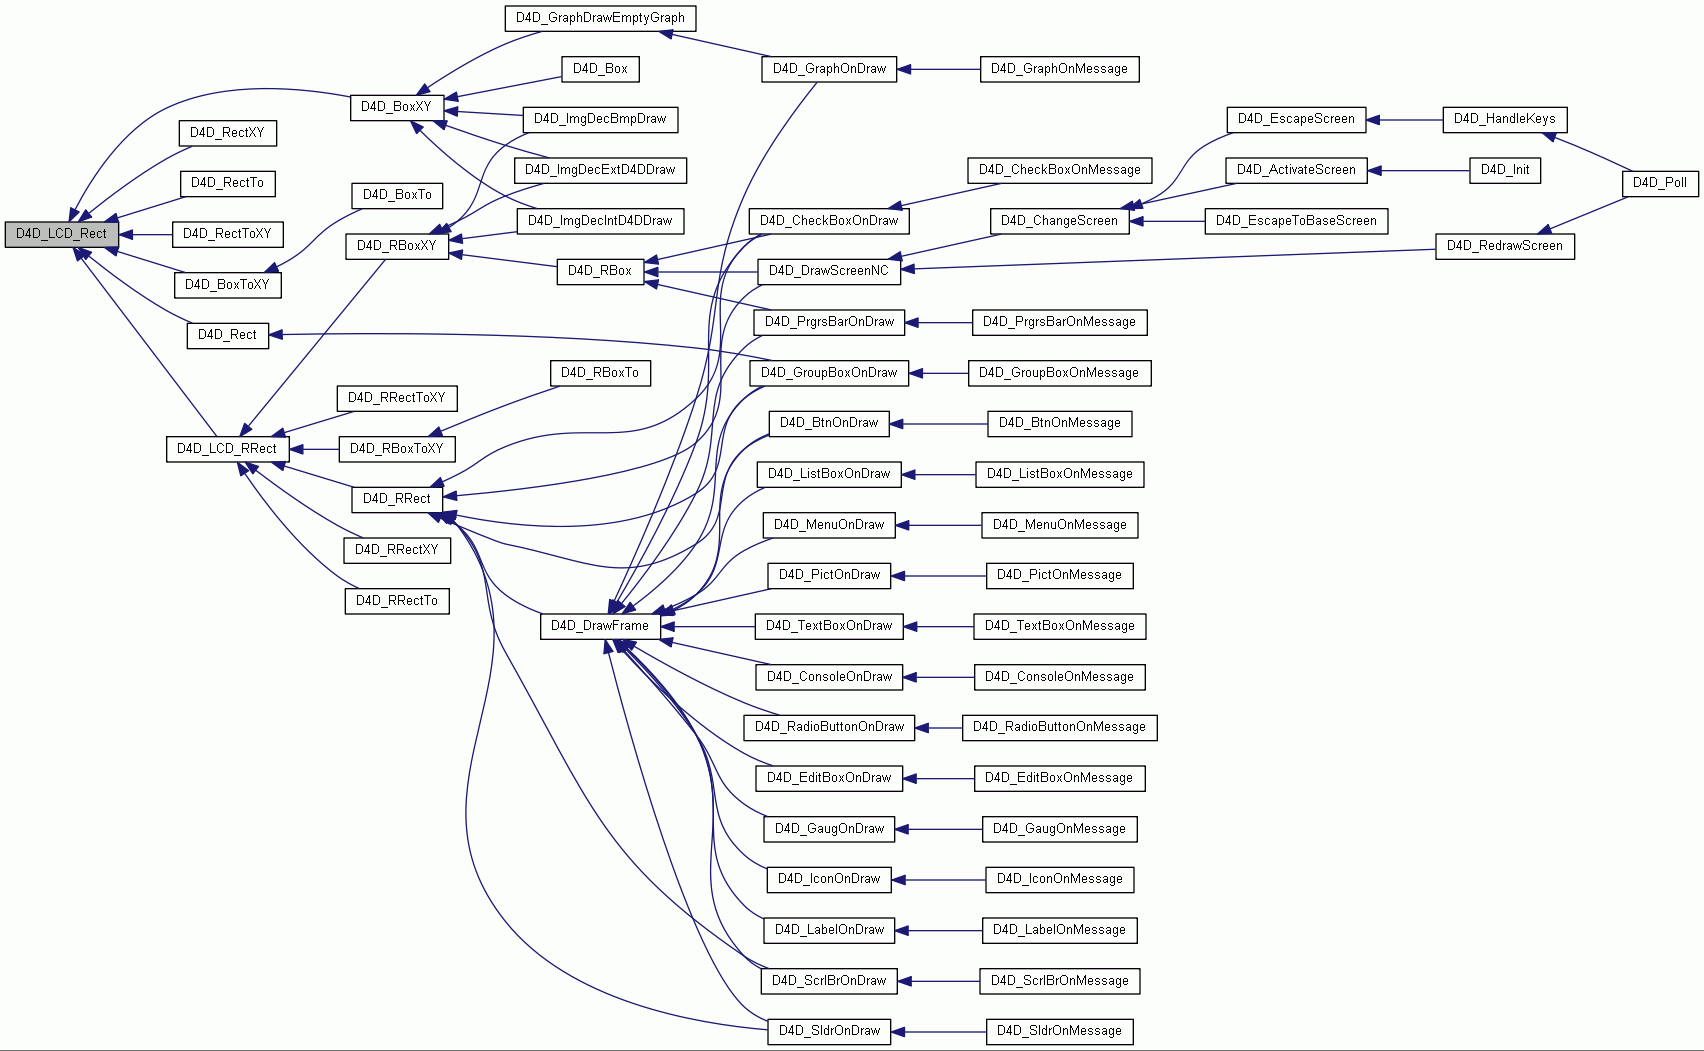 D4D_GraphDrawEmptyGraph
D4D_Box
D4D_GraphOnDraw
D4D_GraphOnMessage
D4D_BoxXY
D4D_ImgDecBmpDraw
D4D_EscapeScreen
D4D_HandleKeys
D4D_RectXY
D4D_ImgDecExtD4DDraw
D4D_CheckBoxOnMessage
D4D_ActivateScreen
D4D_Init
D4D_Poll
D4D_RectTo
D4D_BoxTo
D4D_ImgDecIntD4DDraw
D4D_CheckBoxOnDraw
D4D_ChangeScreen
D4D_EscapeToBaseScreen
D4D_LCD_Rect
D4D_RectToXY
D4D_RBoxXY
D4D_RedrawScreen
D4D_RBox
D4D_DrawScreenNC
D4D_BoxToXY
D4D_PrgrsBarOnDraw
D4D_PrgrsBarOnMessage
D4D_Rect
D4D_RBoxTo
D4D_GroupBoxOnDraw
D4D_GroupBoxOnMessage
D4D_RRectToXY
D4D_BtnOnDraw
D4D_BtnOnMessage
D4D_LCD_RRect
D4D_RBoxToXY
D4D_ListBoxOnDraw
D4D_ListBoxOnMessage
D4D_RRect
D4D_MenuOnDraw
D4D_MenuOnMessage
D4D_RRectXY
D4D_PictOnDraw
D4D_PictOnMessage
D4D_RRectTo
D4D_DrawFrame
D4D_TextBoxOnDraw
D4D_TextBoxOnMessage
D4D_ConsoleOnDraw
D4D_ConsoleOnMessage
D4D_RadioButtonOnDraw
D4D_RadioButtonOnMessage
D4D_EditBoxOnDraw
D4D_EditBoxOnMessage
D4D_GaugOnDraw
D4D_GaugOnMessage
D4D_IconOnDraw
D4D_IconOnMessage
D4D_LabelOnDraw
D4D_LabelOnMessage
D4D_ScrlBrOnDraw
D4D_ScrlBrOnMessage
D4D_SldrOnDraw
D4D_SldrOnMessage